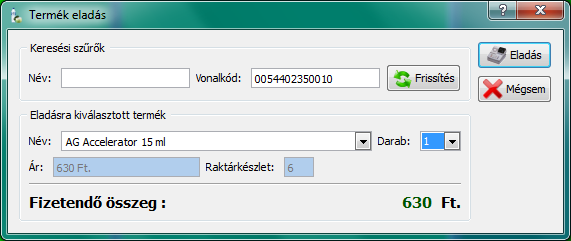 Termék eladás
Keresési szűrők
Név: Vonalkód: 0054402350010 Frissítés
Eladás
Mégsem
Eladásra kiválasztott termék
Név: AG Accelerator 15 ml Darab: 1
Ár: 630 Ft. Raktárkészlet: 6
Fizetendő összeg : 630 Ft.